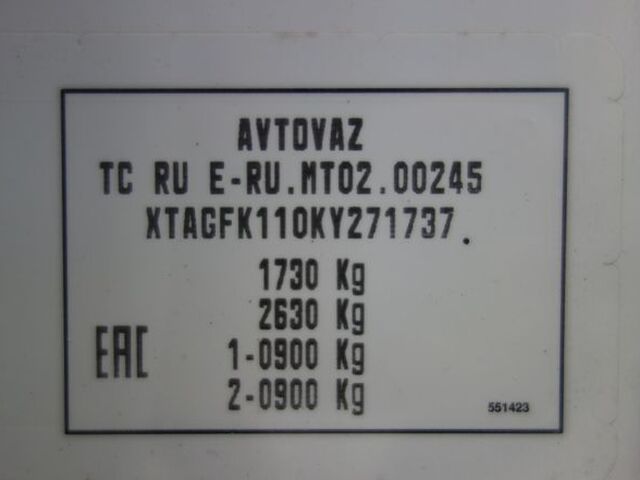 AVTOVAZ
TC RU E-RU.MT02.00245
XTAGFK110KY271737.
1730 Kg
2630 Kg
EAC
1-0900 Kg
2-0900 Kg
551423